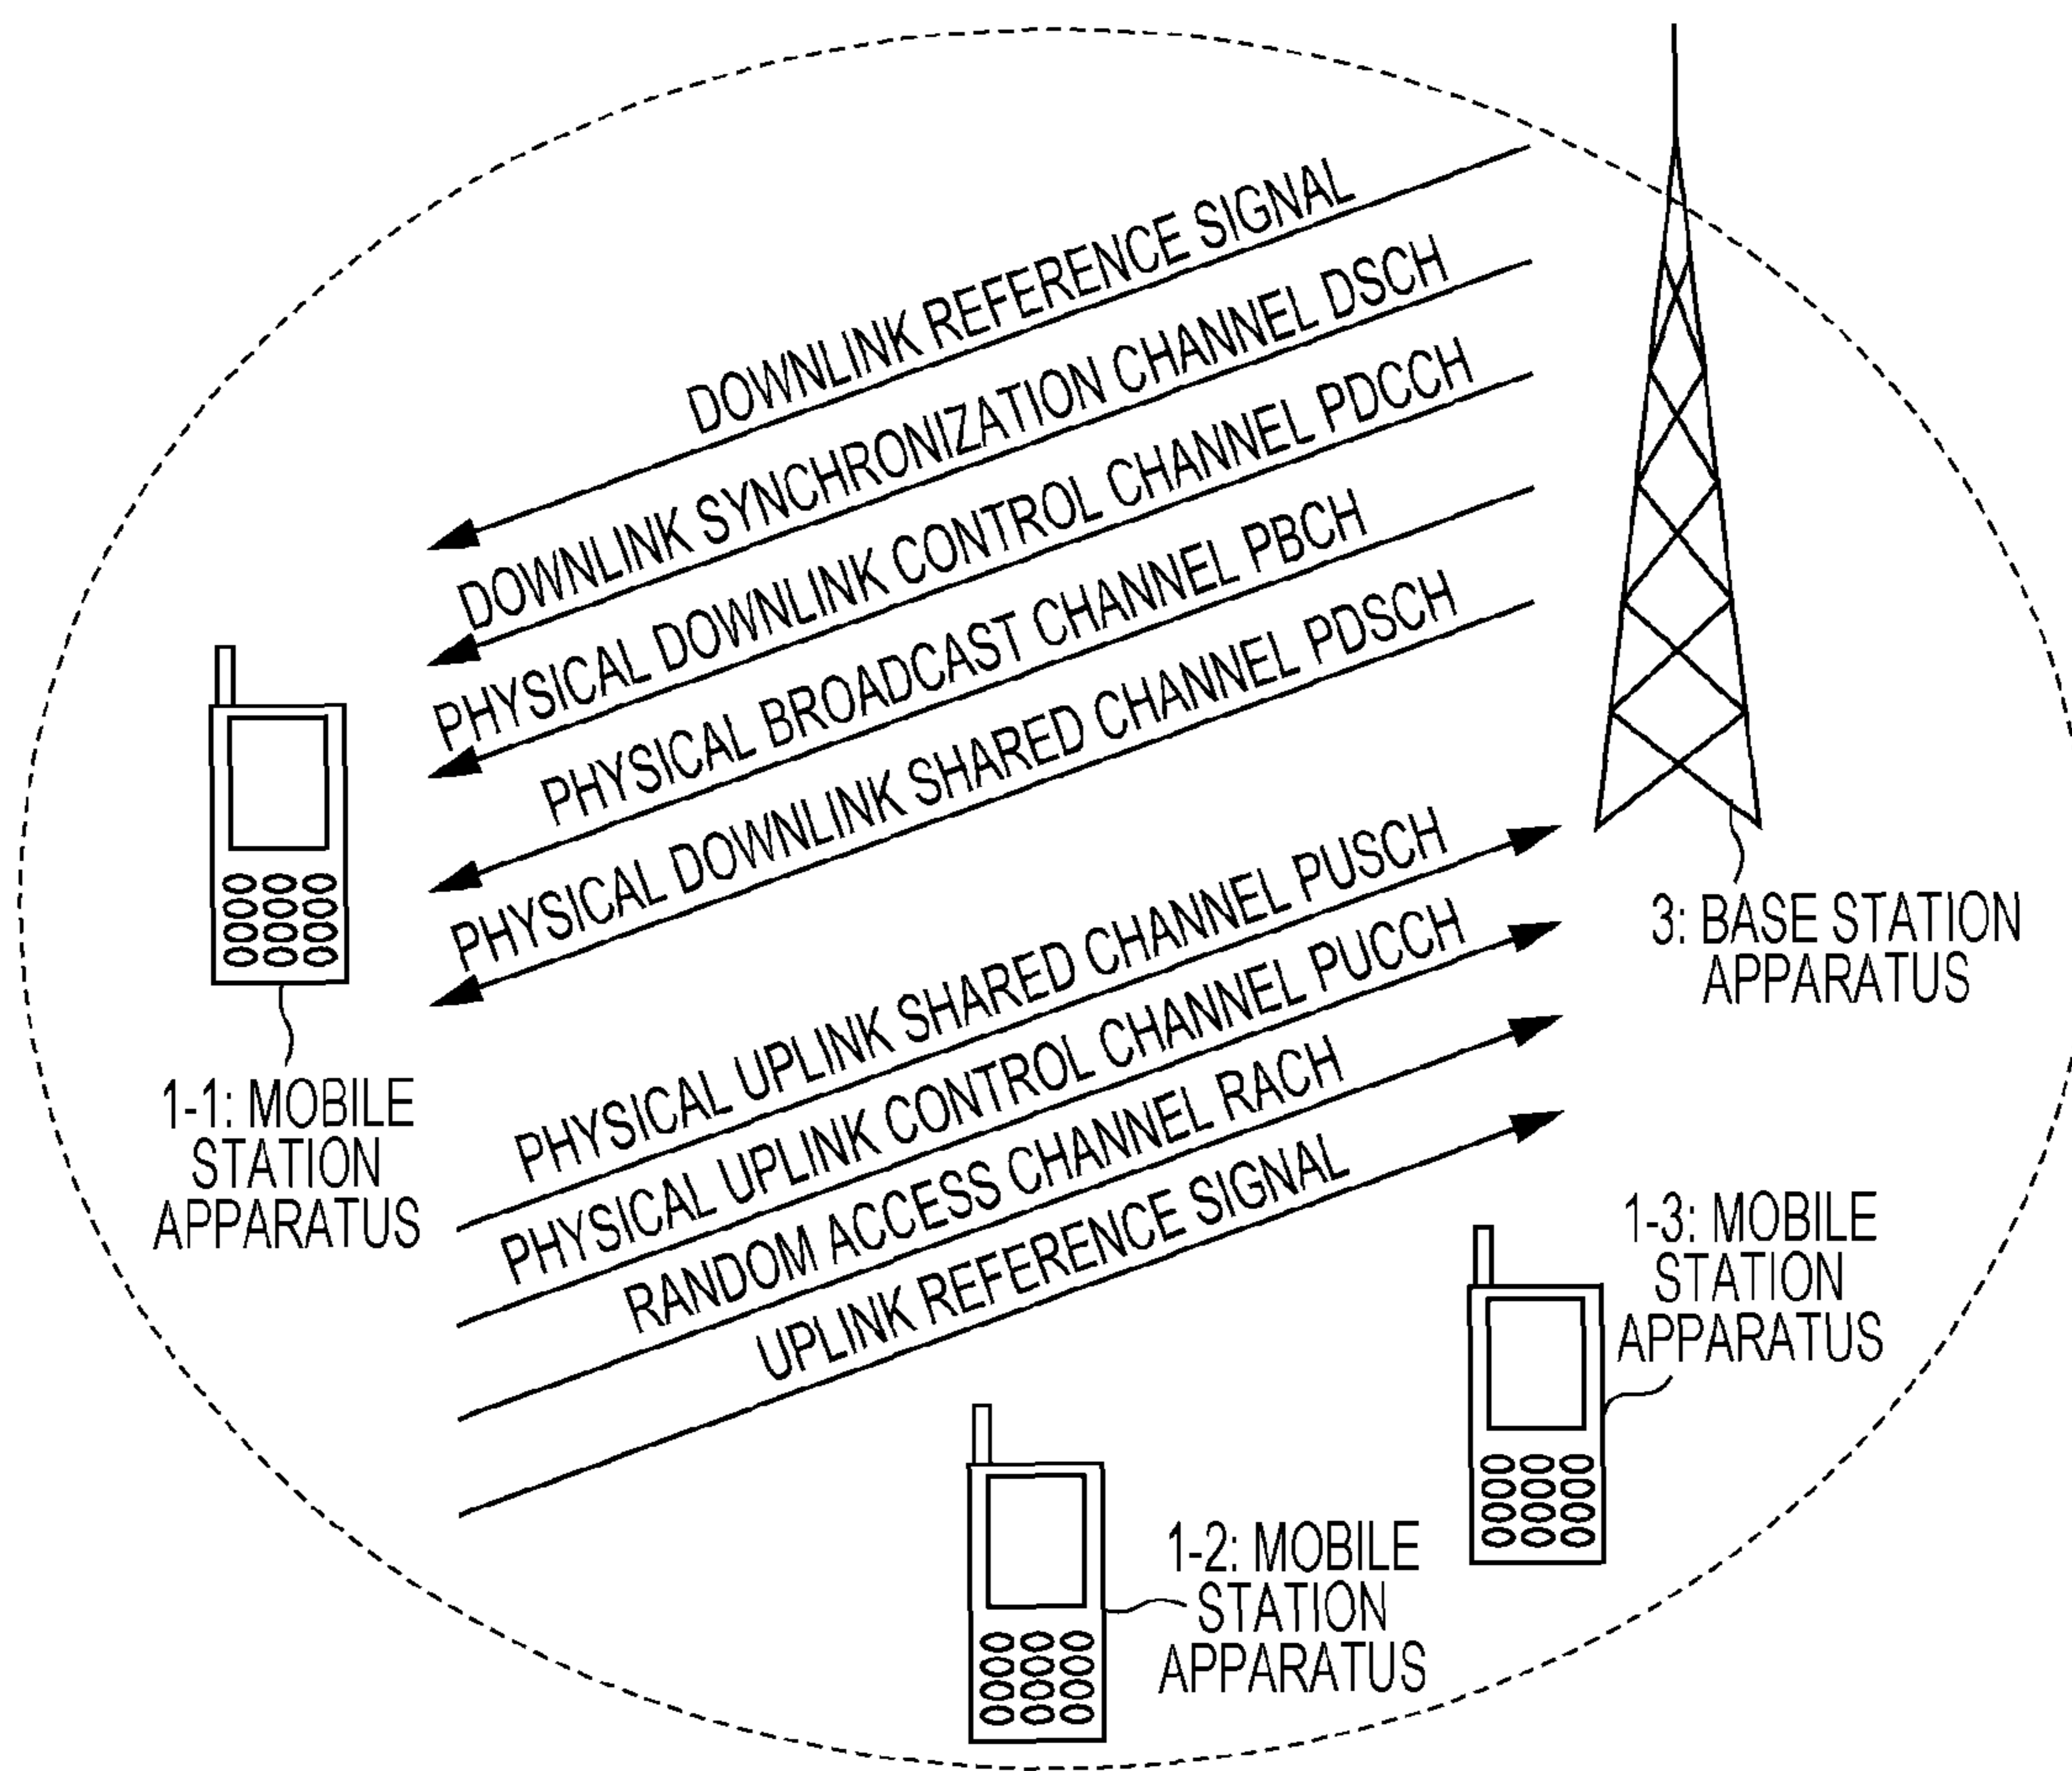 DOWNLINK REFERENCE SIGNAL
DOWNLINK SYNCHRONIZATION CHANNEL DSCH
PHYSICAL DOWNLINK CONTROL CHANNEL PDCCH
PHYSICAL BROADCAST CHANNEL PBCH
PHYSICAL DOWNLINK SHARED CHANNEL PDSCH
PHYSICAL UPLINK SHARED CHANNEL PUSCH
PHYSICAL UPLINK CONTROL CHANNEL PUCCH
RANDOM ACCESS CHANNEL RACH
UPLINK REFERENCE SIGNAL
3: BASE STATION
APPARATUS
1-1: MOBILE
STATION
APPARATUS
1-3: MOBILE
STATION
APPARATUS
1-2: MOBILE
STATION
APPARATUS